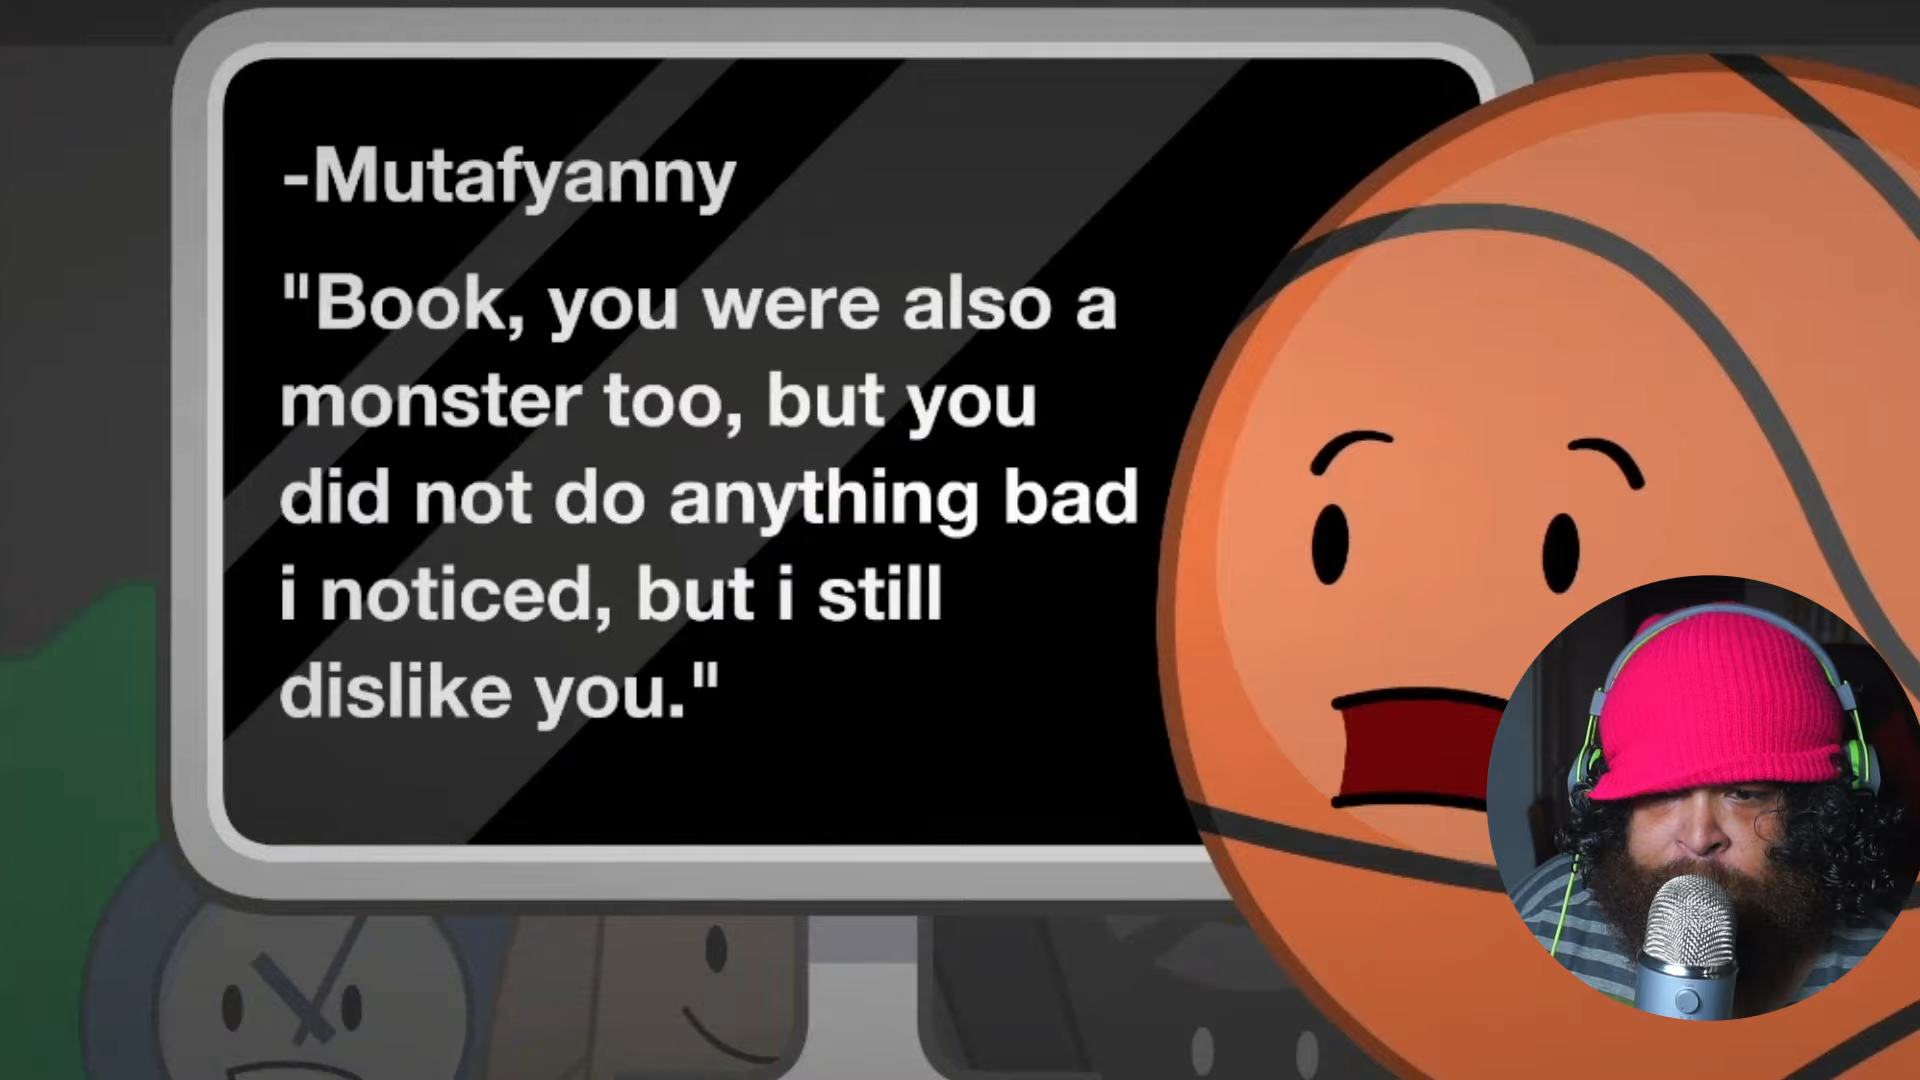 -Mutafyanny
"Book, you were also a
monster too, but you
did not do anything bad
i noticed, but i still
dislike you."